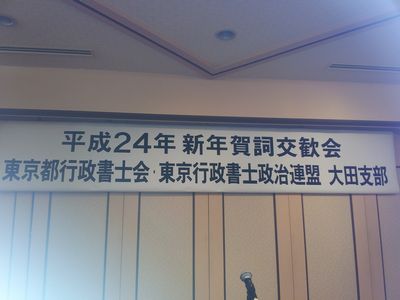 平成24年 新年賀詞交歓会
東京都行政書士会・東京行政書士政治連盟 大田支部